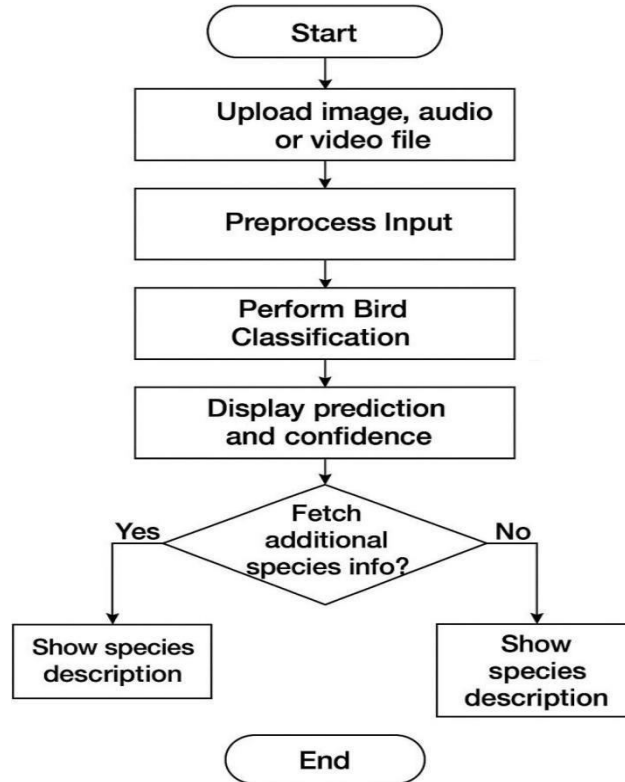 Start
Upload image, audio
or video file
Preprocess Input
Perform Bird
Classification
Display prediction
and confidence
Fetch
additional
species info?
Yes
No
Show species
description
Show
species
description
End